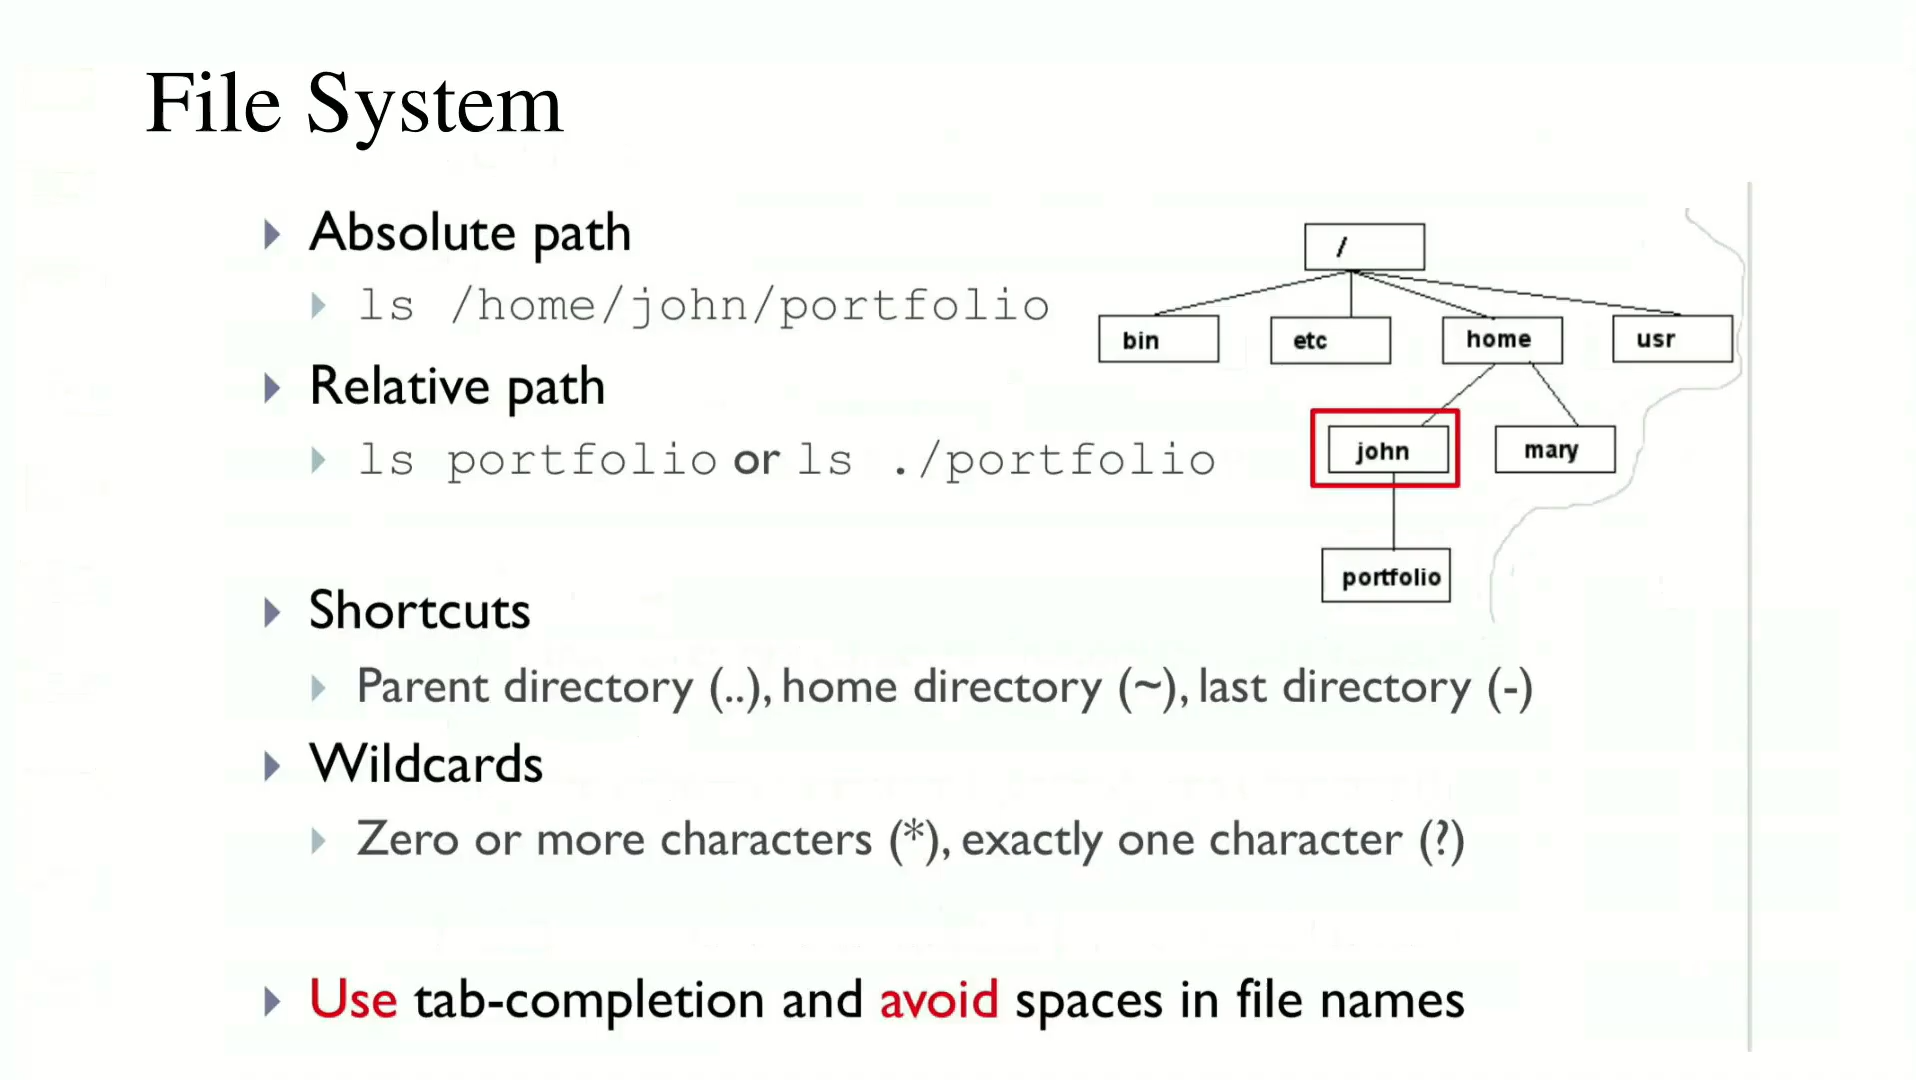 File System
Absolute path
ls /home/john/portfolio
Relative path
ls portfolio or ls ./portfolio
/
bin
etc
home
usr
john
mary
portfolio
Shortcuts
Parent directory (..), home directory (~), last directory (-)
Wildcards
Zero or more characters (*), exactly one character (?)
Use tab-completion and avoid spaces in file names